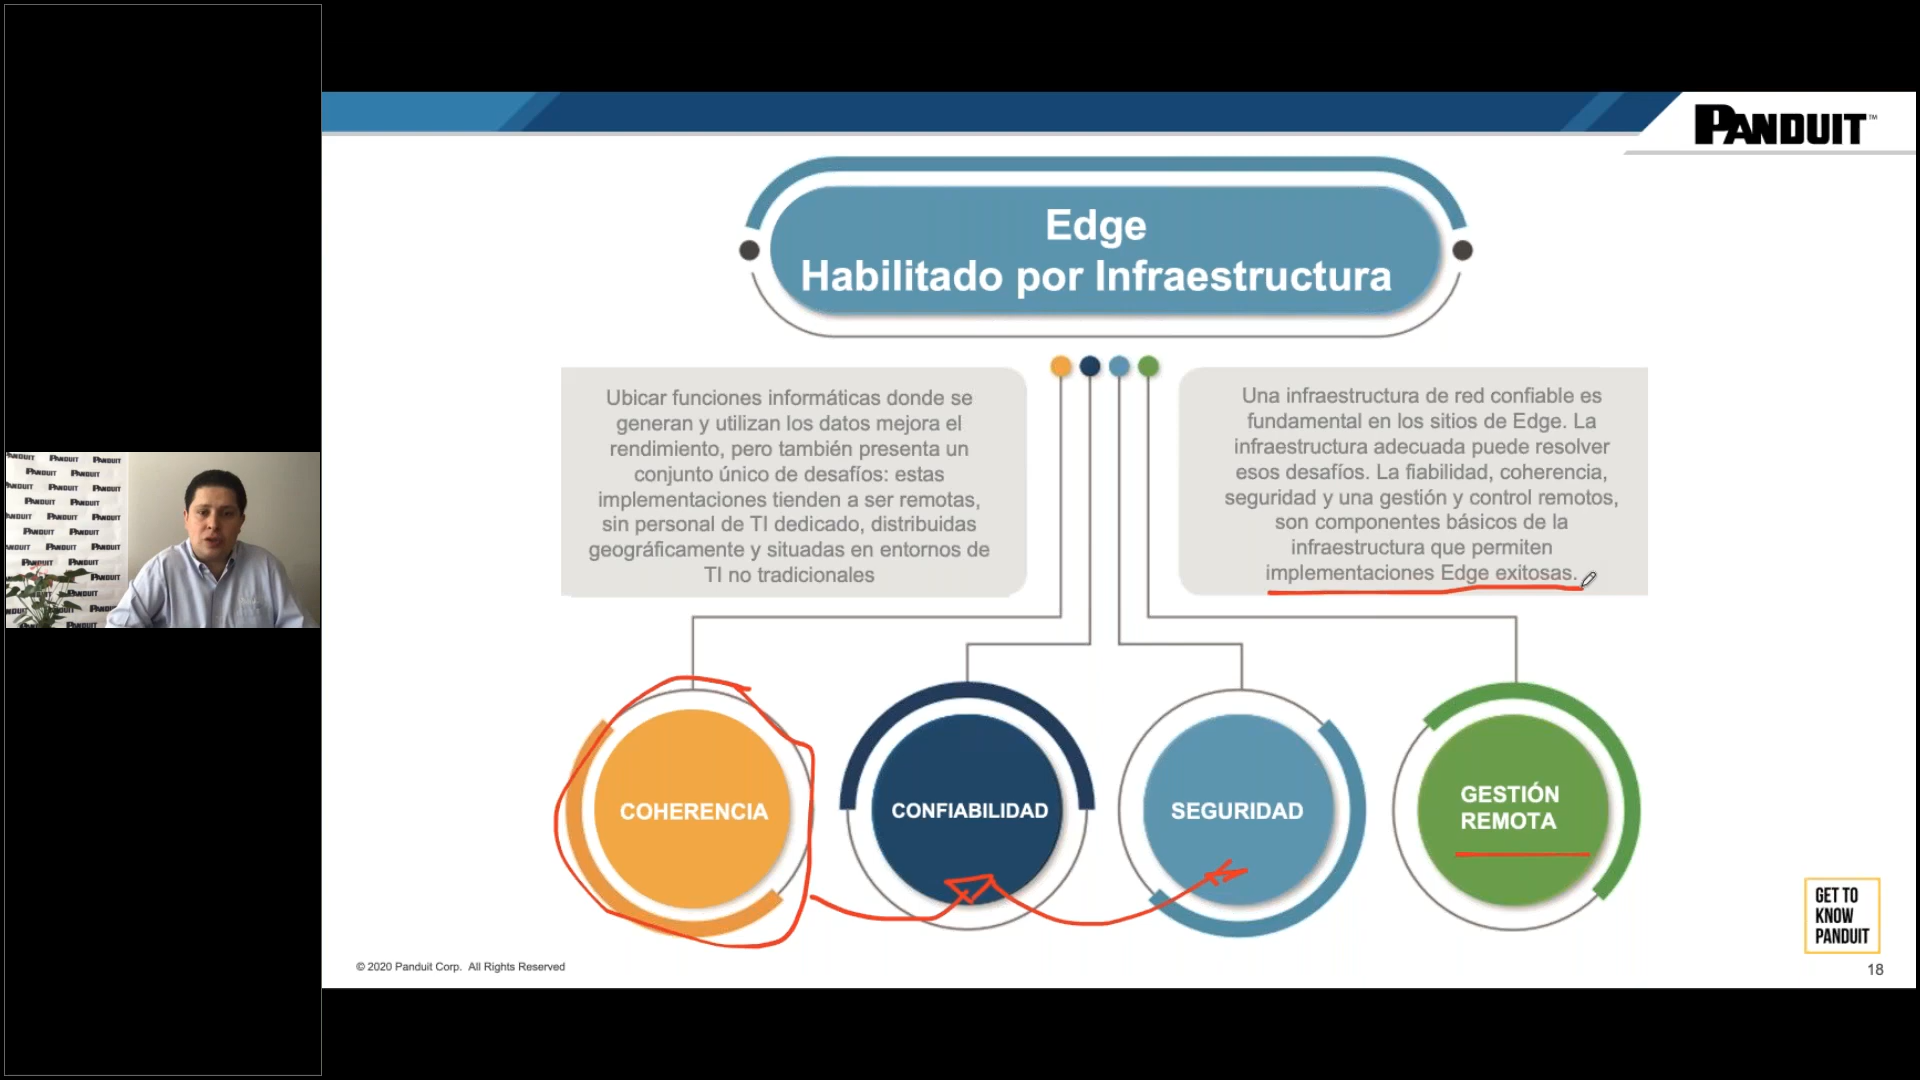 PANDUIT™
Edge
Habilitado por Infraestructura
Ubicar funciones informáticas donde se
generan y utilizan los datos mejora el
rendimiento, pero también presenta un
conjunto único de desafíos: estas
implementaciones tienden a ser remotas,
sin personal de TI dedicado, distribuidas
geográficamente y situadas en entornos de
TI no tradicionales
Una infraestructura de red confiable es
fundamental en los sitios de Edge. La
infraestructura adecuada puede resolver
esos desafíos. La fiabilidad, coherencia,
seguridad y una gestión y control remotos,
son componentes básicos de la
infraestructura que permiten
implementaciones Edge exitosas.
COHERENCIA
CONFIABILIDAD
SEGURIDAD
GESTIÓN
REMOTA
GET TO
KNOW
PANDUIT
© 2020 Panduit Corp. All Rights Reserved
18